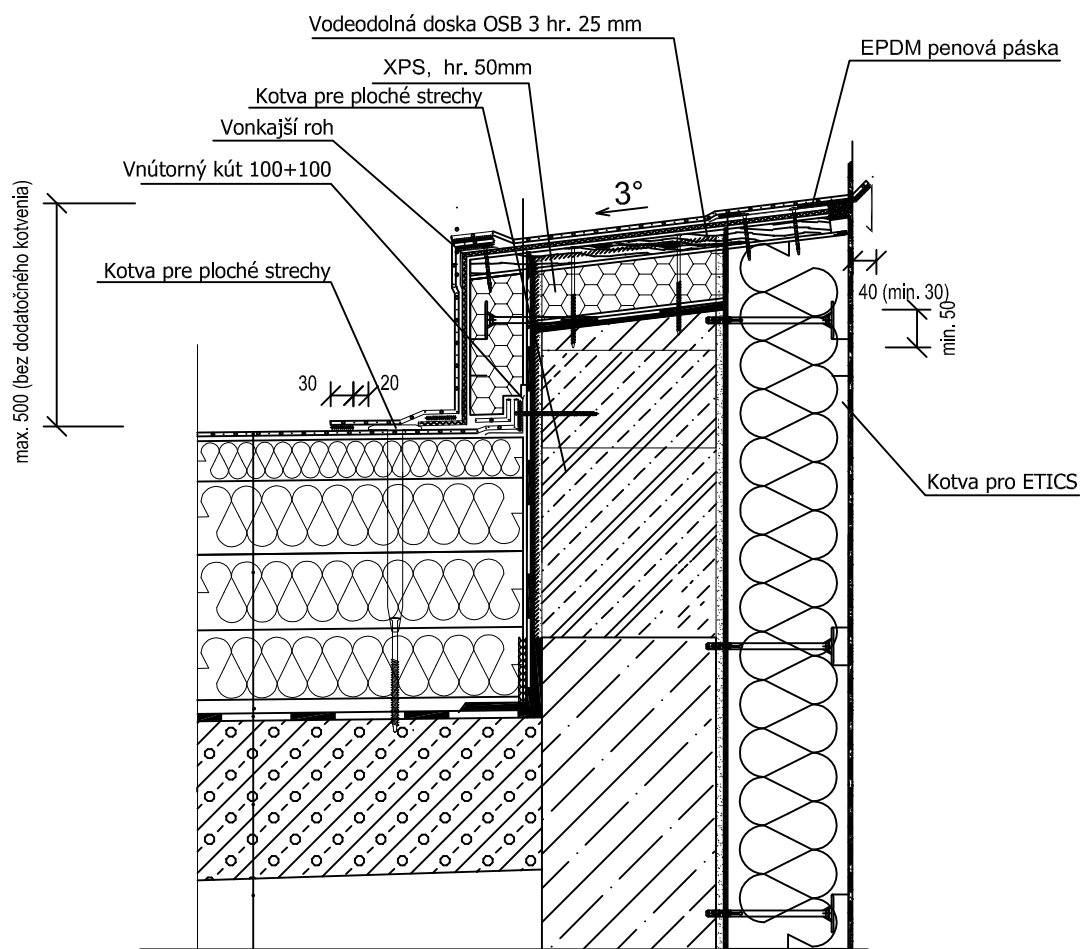 Vodeodolná doska OSB 3 hr. 25 mm
EPDM penová páska
XPS, hr. 50mm
Kotva pre ploché strechy
Vonkajší roh
Vnútorný kút 100+100
3°
max. 500 (bez dodatočného kotvenia)
Kotva pre ploché strechy
40 (min. 30)
min. 50
30
20
Kotva pro ETICS